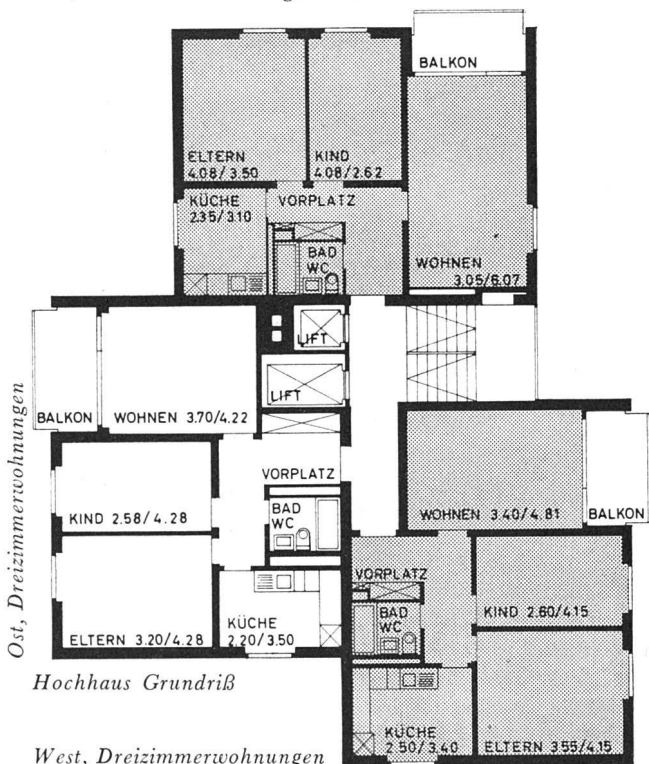 BALKON
ELTERN
4.08/3.50
KIND
4.08/2.62
KÜCHE
2.35/3.10
VORPLATZ
BAD
WC
WOHNEN
3.05/6.07
LIFT
LIFT
BALKON
WOHNEN 3.70/4.22
VORPLATZ
KIND 2.58/4.28
BAD
WC
ELTERN 3.20/4.28
KÜCHE
2.20/3.50
WOHNEN 3.40/4.81
BALKON
VORPLATZ
KIND 2.60/4.15
BAD
WC
KÜCHE
2.50/3.40
ELTERN 3.55/4.15
Ost, Dreizimmerwohnungen
Hochhaus Grundriß
West, Dreizimmerwohnungen